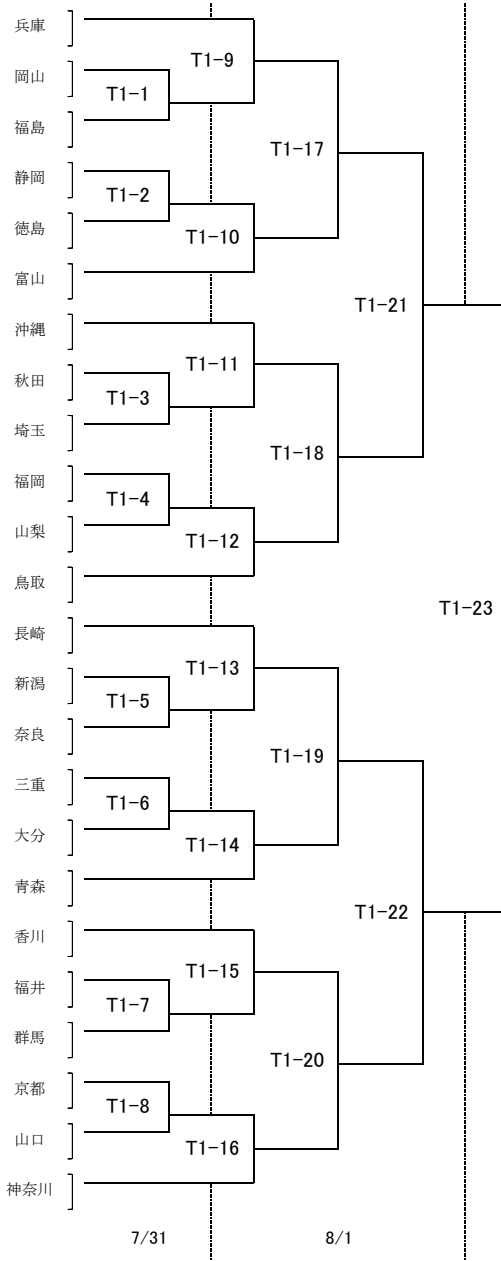 兵庫
T1-9
岡山
T1-1
福島
T1-17
静岡
T1-2
徳島
T1-10
富山
T1-21
沖縄
T1-11
秋田
T1-3
埼玉
T1-18
福岡
T1-4
山梨
T1-12
鳥取
T1-23
長崎
T1-13
新潟
T1-5
奈良
T1-19
三重
T1-6
大分
T1-14
青森
T1-22
香川
T1-15
福井
T1-7
群馬
T1-20
京都
T1-8
山口
T1-16
神奈川
7/31
8/1